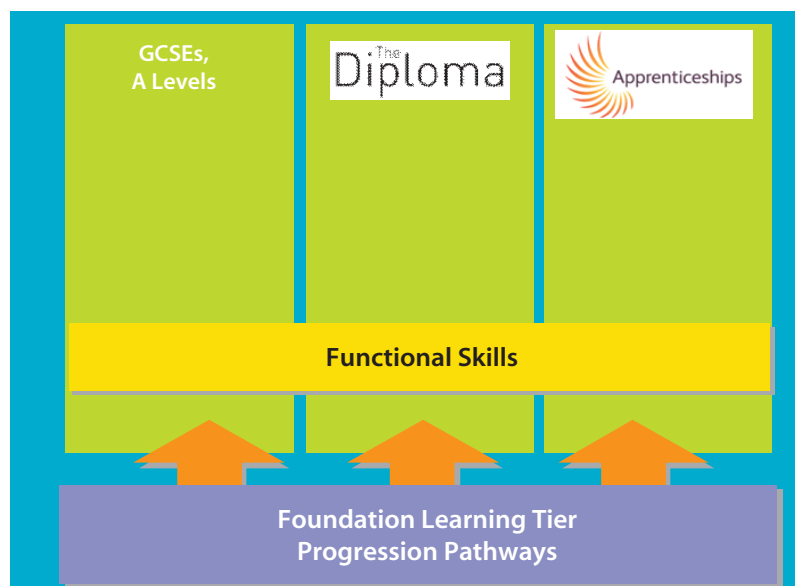 GCSEs,
A Levels
The
Diploma
Apprenticeships
Functional Skills
Foundation Learning Tier
Progression Pathways